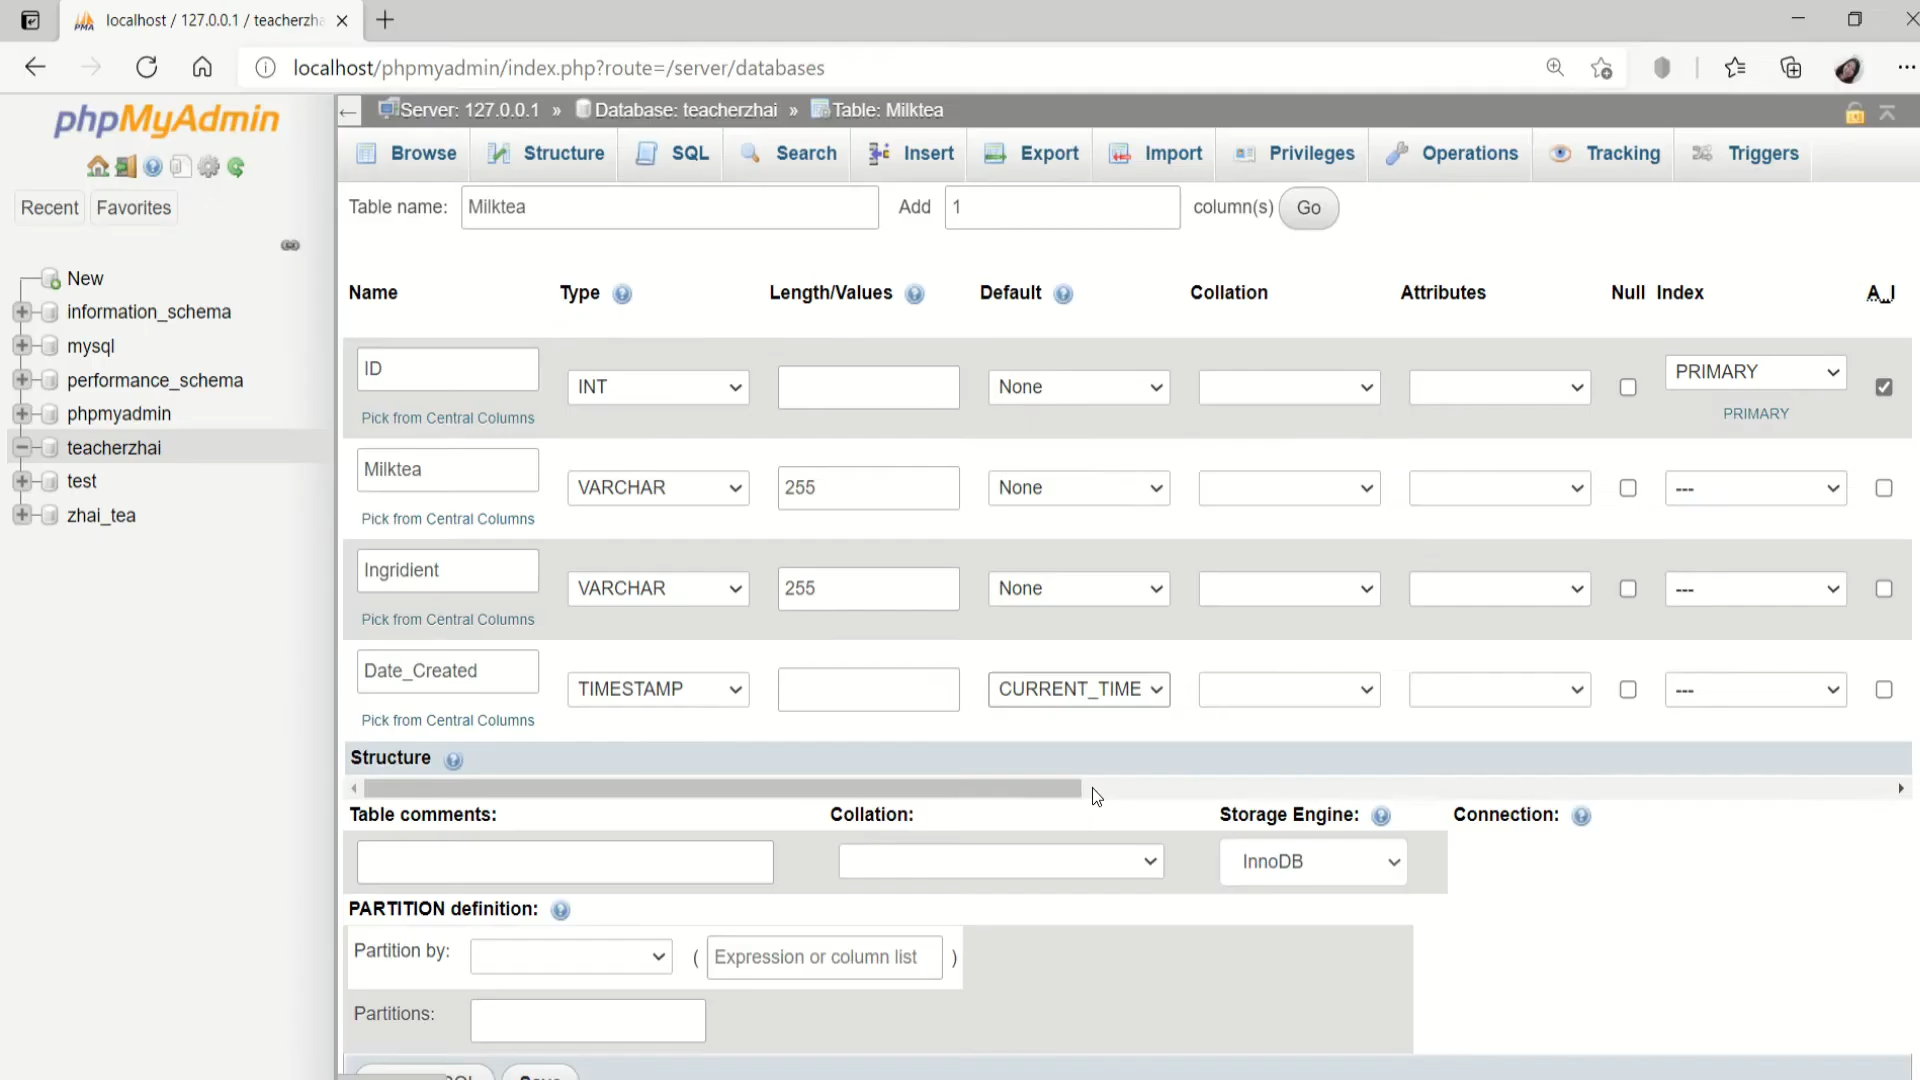 localhost / 127.0.0.1 / teacherzha
localhost/phpmyadmin/index.php?route=/server/databases
phpMyAdmin
Recent Favorites
New
information_schema
mysql
performance_schema
phpmyadmin
teacherzhai
test
zhai_tea
Server: 127.0.0.1 » Database: teacherzhai » Table: Milktea
Browse Structure SQL Search Insert Export Import Privileges Operations Tracking Triggers
Table name: Milktea Add 1 column(s) Go
Name Type Length/Values Default Collation Attributes Null Index A_I
ID INT None PRIMARY
Pick from Central Columns PRIMARY
Milktea VARCHAR 255 None ---
Pick from Central Columns
Ingridient VARCHAR 255 None ---
Pick from Central Columns
Date_Created TIMESTAMP CURRENT_TIME ---
Pick from Central Columns
Structure
Table comments: Collation: Storage Engine: Connection:
InnoDB
PARTITION definition:
Partition by: ( Expression or column list )
Partitions: